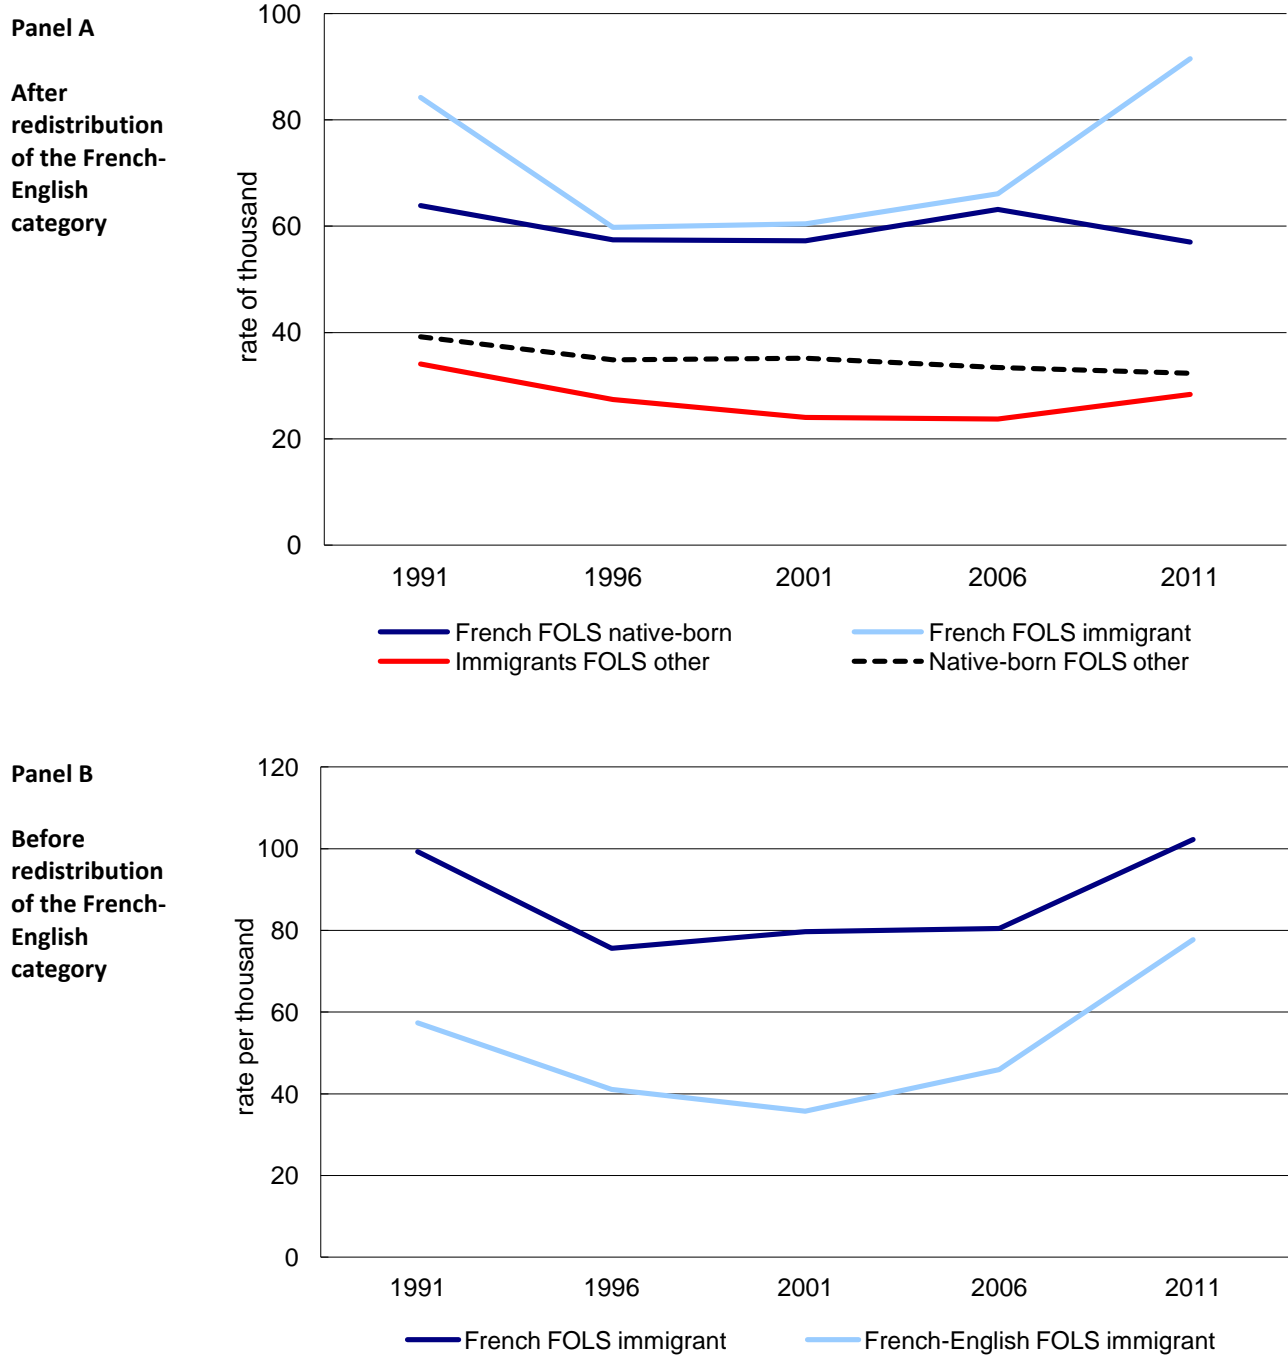 Panel A
After
redistribution
of the French-
English
category
rate of thousand
100
80
60
40
20
0
1991 1996 2001 2006 2011
French FOLS native-born French FOLS immigrant
Immigrants FOLS other Native-born FOLS other
Panel B
Before
redistribution
of the French-
English
category
rate per thousand
120
100
80
60
40
20
0
1991 1996 2001 2006 2011
French FOLS immigrant French-English FOLS immigrant